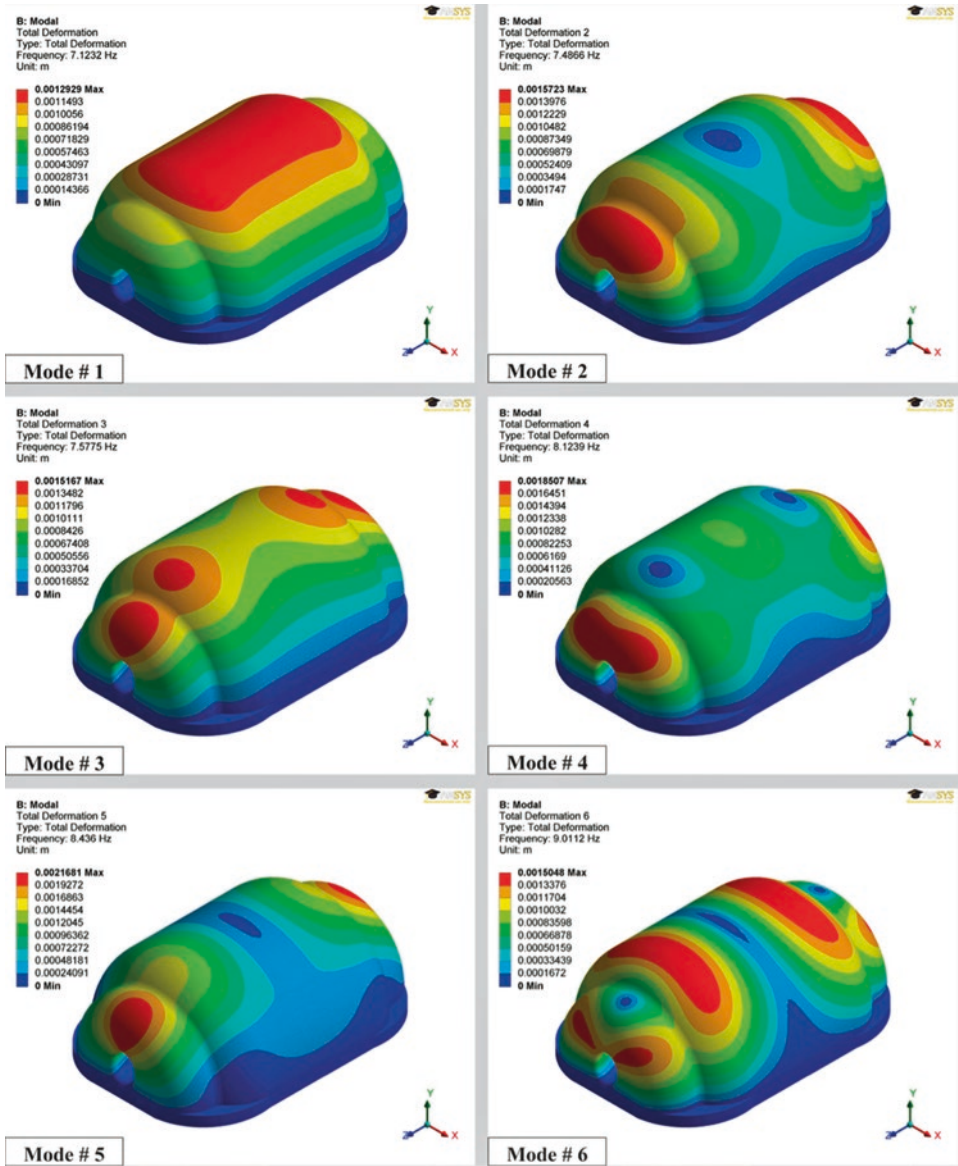 B: Modal
Total Deformation
Type: Total Deformation
Frequency: 7.1232 Hz
Unit: m
0.0012929 Max
0.0011493
0.0010056
0.00086194
0.00071829
0.00057463
0.00043097
0.00028731
0.00014366
0 Min
Y
Z
X
Mode # 1
B: Modal
Total Deformation 2
Type: Total Deformation
Frequency: 7.4866 Hz
Unit: m
0.0015723 Max
0.0013976
0.0012229
0.0010482
0.00087349
0.00069879
0.00052409
0.0003494
0.0001747
0 Min
Y
Z
X
Mode # 2
B: Modal
Total Deformation 3
Type: Total Deformation
Frequency: 7.5775 Hz
Unit: m
0.0015167 Max
0.0013482
0.0011796
0.0010111
0.0008426
0.00067408
0.00050556
0.00033704
0.00016852
0 Min
Y
Z
X
Mode # 3
B: Modal
Total Deformation 4
Type: Total Deformation
Frequency: 8.1239 Hz
Unit: m
0.0018507 Max
0.0016451
0.0014394
0.0012338
0.0010282
0.00082253
0.0006169
0.00041126
0.00020563
0 Min
Y
Z
X
Mode # 4
B: Modal
Total Deformation 5
Type: Total Deformation
Frequency: 8.436 Hz
Unit: m
0.0021681 Max
0.0019272
0.0016863
0.0014454
0.0012045
0.00096362
0.00072272
0.00048181
0.00024091
0 Min
Y
Z
X
Mode # 5
B: Modal
Total Deformation 6
Type: Total Deformation
Frequency: 9.0112 Hz
Unit: m
0.0015048 Max
0.0013376
0.0011704
0.0010032
0.00083598
0.00066878
0.00050159
0.00033439
0.0001672
0 Min
Y
Z
X
Mode # 6